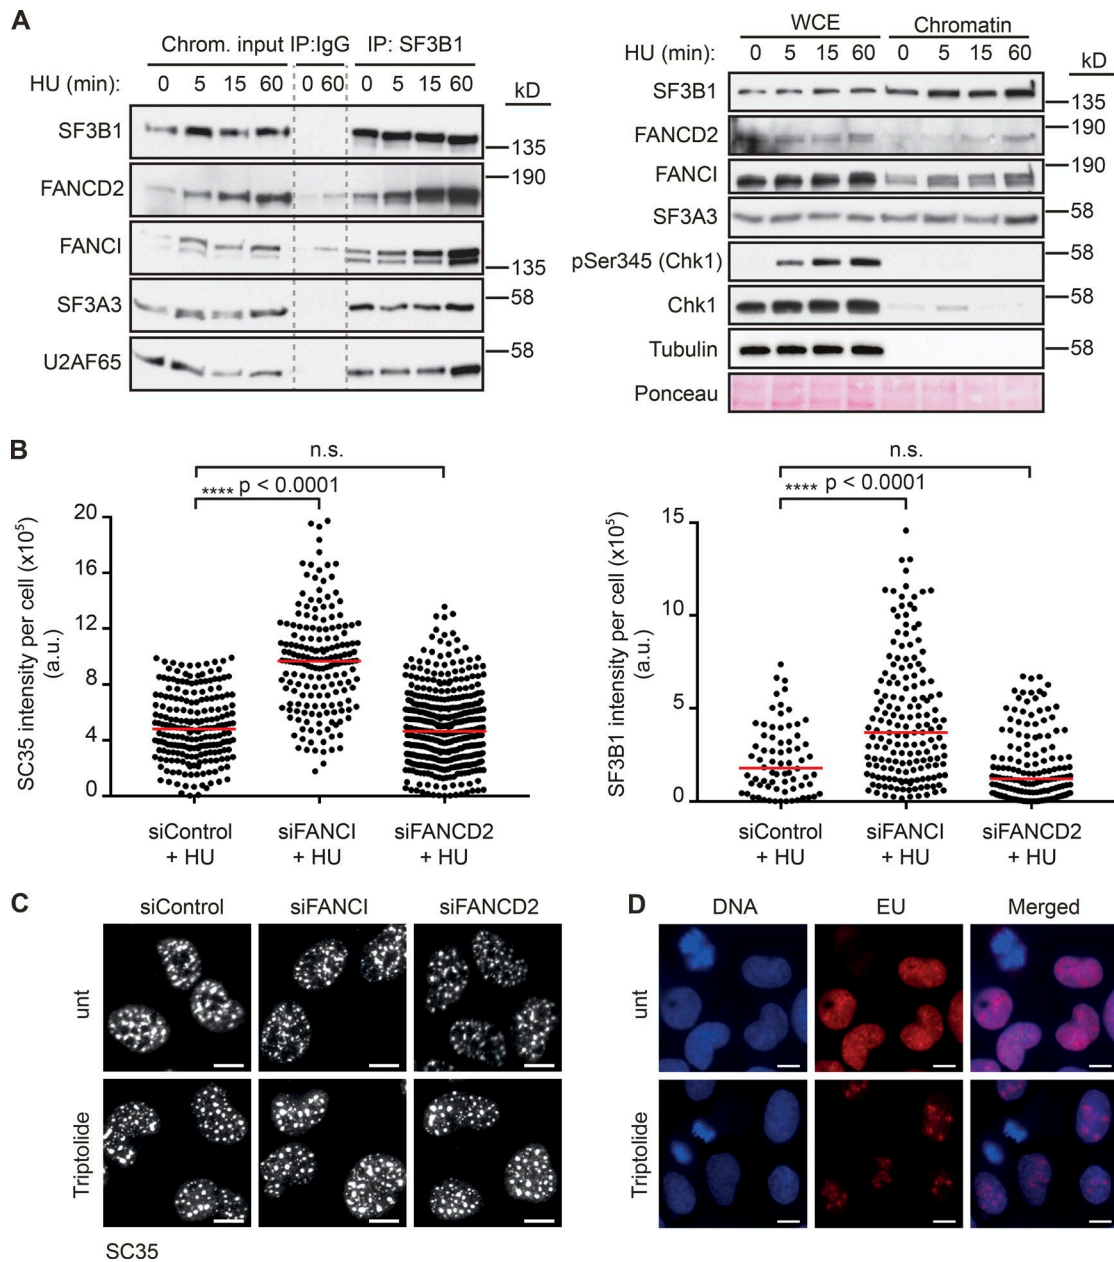 A
Chrom. input IP:IgG IP: SF3B1
HU (min): 0 5 15 60 0 60 0 5 15 60 kD
SF3B1
135
FANCD2
190
FANCI
135
SF3A3
58
U2AF65
58
WCE Chromatin
HU (min): 0 5 15 60 0 5 15 60 kD
SF3B1
135
FANCD2
190
FANCI
190
SF3A3
58
pSer345 (Chk1)
58
Chk1
58
Tubulin
58
Ponceau
B
n.s.
**** p < 0.0001
SC35 intensity per cell (x10⁵)
(a.u.)
20
16
12
8
4
0
siControl siFANCI siFANCD2
+ HU + HU + HU
n.s.
**** p < 0.0001
SF3B1 intensity per cell (x10⁵)
(a.u.)
15
10
5
0
siControl siFANCI siFANCD2
+ HU + HU + HU
C
siControl siFANCI siFANCD2
unt
Triptolide
SC35
D
DNA EU Merged
unt
Triptolide